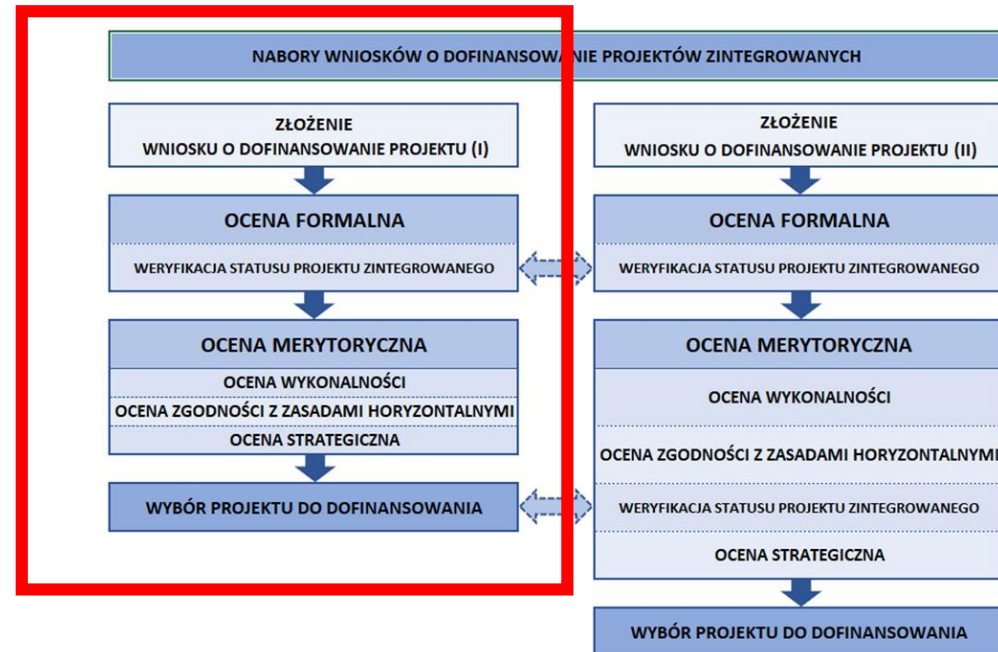 NABORY WNIOSKÓW O DOFINANSOWANIE PROJEKTÓW ZINTEGROWANYCH
ZŁOŻENIE
WNIOSKU O DOFINANSOWANIE PROJEKTU (I)
OCENA FORMALNA
WERYFIKACJA STATUSU PROJEKTU ZINTEGROWANEGO
OCENA MERYTORYCZNA
OCENA WYKONALNOŚCI
OCENA ZGODNOŚCI Z ZASADAMI HORYZONTALNYMI
OCENA STRATEGICZNA
WYBÓR PROJEKTU DO DOFINANSOWANIA
ZŁOŻENIE
WNIOSKU O DOFINANSOWANIE PROJEKTU (II)
OCENA FORMALNA
WERYFIKACJA STATUSU PROJEKTU ZINTEGROWANEGO
OCENA MERYTORYCZNA
OCENA WYKONALNOŚCI
OCENA ZGODNOŚCI Z ZASADAMI HORYZONTALNYMI
WERYFIKACJA STATUSU PROJEKTU ZINTEGROWANEGO
OCENA STRATEGICZNA
WYBÓR PROJEKTU DO DOFINANSOWANIA